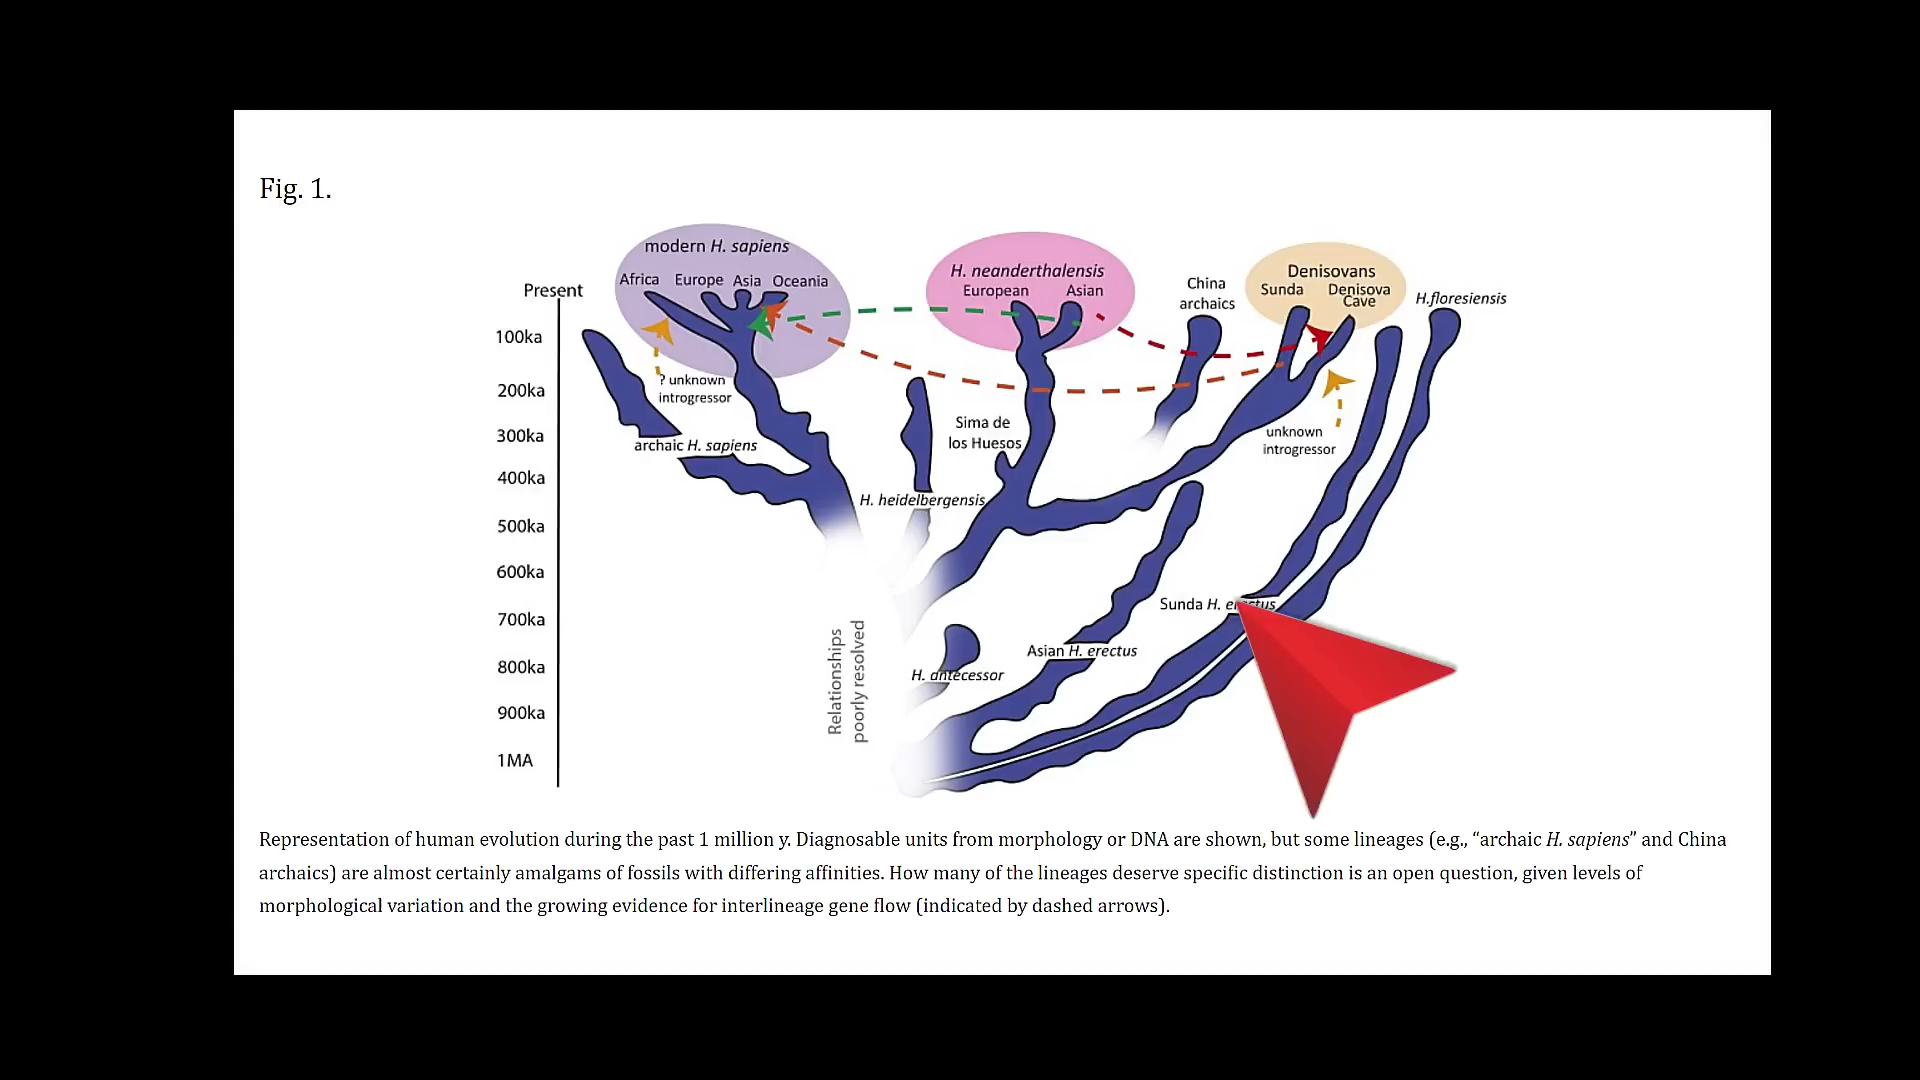 Fig. 1.
modern H. sapiens
Africa Europe Asia Oceania
H. neanderthalensis
European Asian
China
archaics
Denisovans
Sunda Denisova
Cave
H.floresiensis
Present
100ka
200ka
300ka
400ka
500ka
600ka
700ka
800ka
900ka
1MA
? unknown
introgressor
archaic H. sapiens
Sima de
los Huesos
H. heidelbergensis
unknown
introgressor
Sunda H. erectus
Asian H. erectus
H. antecessor
Relationships
poorly resolved
Representation of human evolution during the past 1 million y. Diagnosable units from morphology or DNA are shown, but some lineages (e.g., “archaic H. sapiens” and China
archaics) are almost certainly amalgams of fossils with differing affinities. How many of the lineages deserve specific distinction is an open question, given levels of
morphological variation and the growing evidence for interlineage gene flow (indicated by dashed arrows).